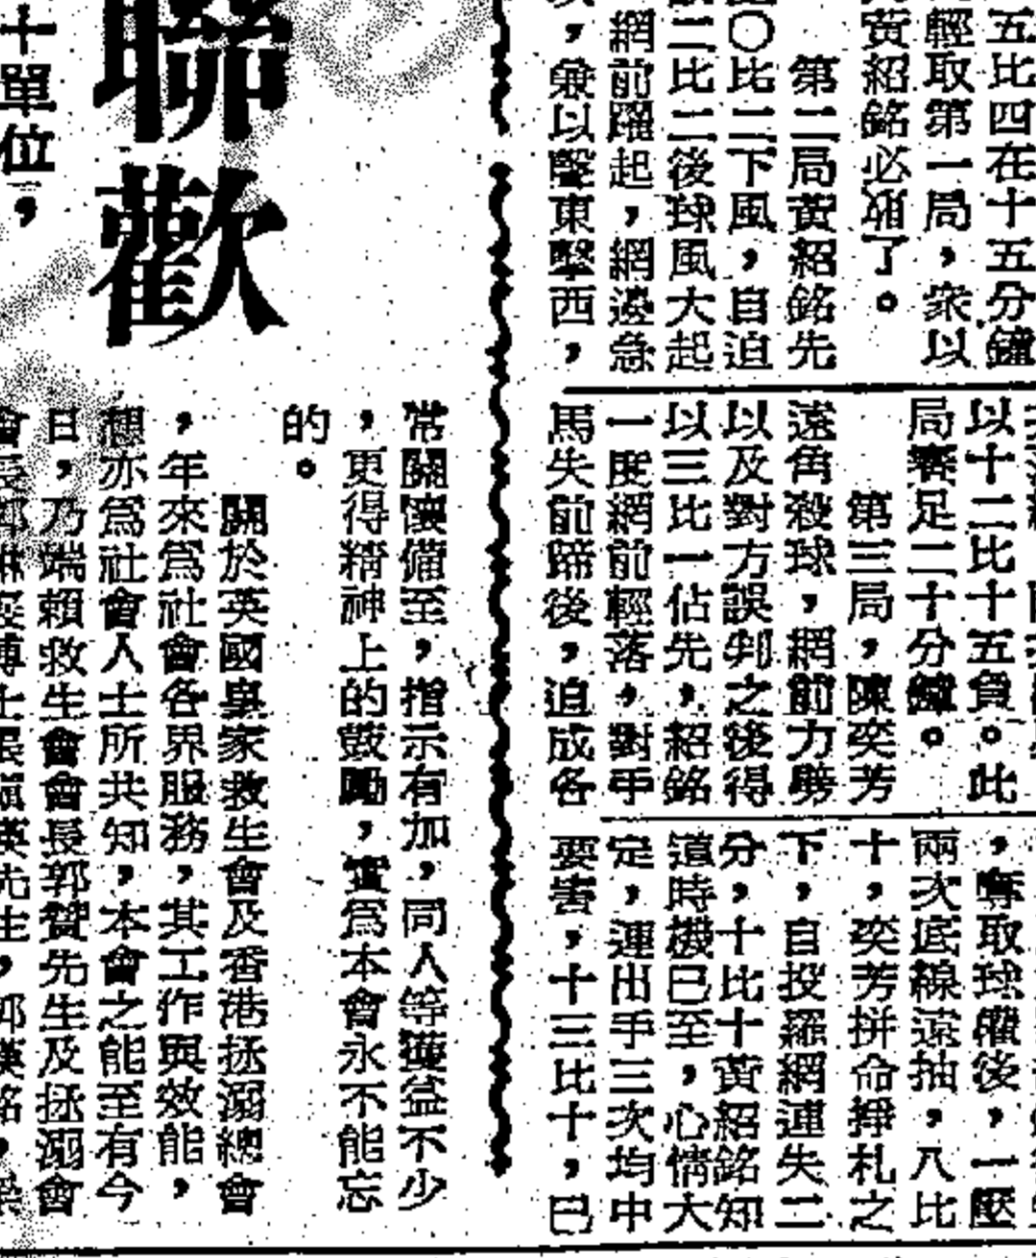 五比四在十五分鐘
輕取第一局，衆以
黃紹銘必了。
第二局黃紹銘先
〇比二下風，自迫
二比二後球風大起
網前躍起，網邊急
，兼以聲東擊西，
以十二比十五負。此
局審足二十分鐘。
第三局，陳奕芳
遠角殺球，網前力劈
以及對方誤判之後得
以三比一佔先，紹銘
一度網前輕落，對手
馬失前蹄後，迫成各
，奪取球權後，一壓
兩次底線遠抽，八比
十，奕芳拼命掙札之
下，自投羅網連失二
分，十比十黃紹銘知
道時機已至，心情大
定，連出手三次均中
要害，十三比十，已
聯歡
十單位，
常關懷備至，指示有加，同人等獲益不少
，更得精神上的鼓勵，實爲本會永不能忘
的。
關於英國皇家救生會及香港拯溺總會
，年來爲社會各界服務，其工作與效能，
想亦爲社會人士所共知，本會之能至有今
日，乃端賴救生會會長郭贊先生及拯溺會